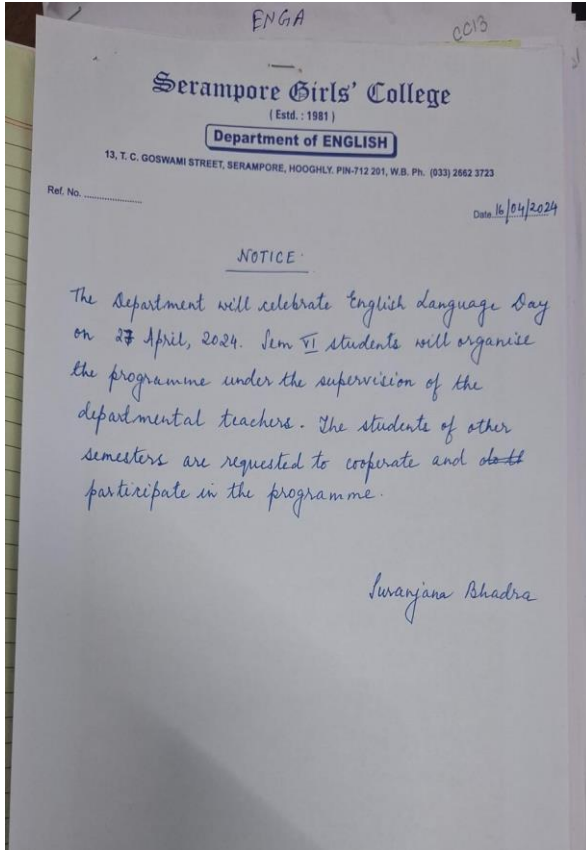 ENGA
CC13
Serampore Girls' College
( Estd. : 1981 )
Department of ENGLISH
13, T. C. GOSWAMI STREET, SERAMPORE, HOOGHLY. PIN-712 201, W.B. Ph. (033) 2662 3723
Ref. No. ......................
Date 16/04/2024
NOTICE.
The Department will celebrate English Language Day
on 27 April, 2024. Sem VI students will organise
the programme under the supervision of the
departmental teachers. The students of other
semesters are requested to cooperate and
participate in the programme.
Suranjana Bhadra